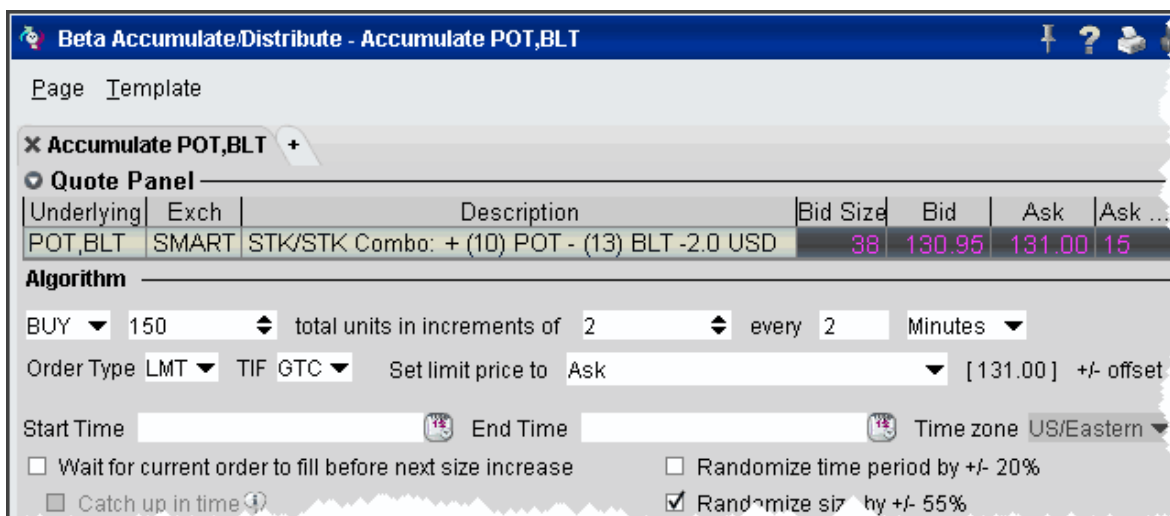 Beta Accumulate/Distribute - Accumulate POT,BLT
Page Template
Accumulate POT,BLT +
Quote Panel
Underlying Exch Description Bid Size Bid Ask Ask ...
POT,BLT SMART STK/STK Combo: + (10) POT - (13) BLT -2.0 USD 38 130.95 131.00 15
Algorithm
BUY 150 total units in increments of 2 every 2 Minutes
Order Type LMT TIF GTC Set limit price to Ask [131.00] +/- offset
Start Time End Time Time zone US/Eastern
Wait for current order to fill before next size increase Randomize time period by +/- 20%
Catch up in time Randomize size by +/- 55%